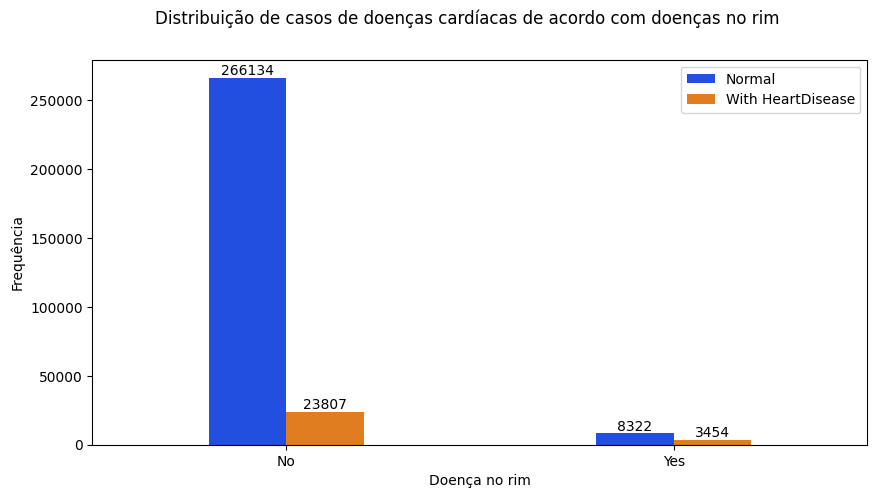 Distribuição de casos de doenças cardíacas de acordo com doenças no rim
266134
Normal
With HeartDisease
250000
200000
150000
100000
50000
0
Frequência
23807
8322
3454
No
Yes
Doença no rim